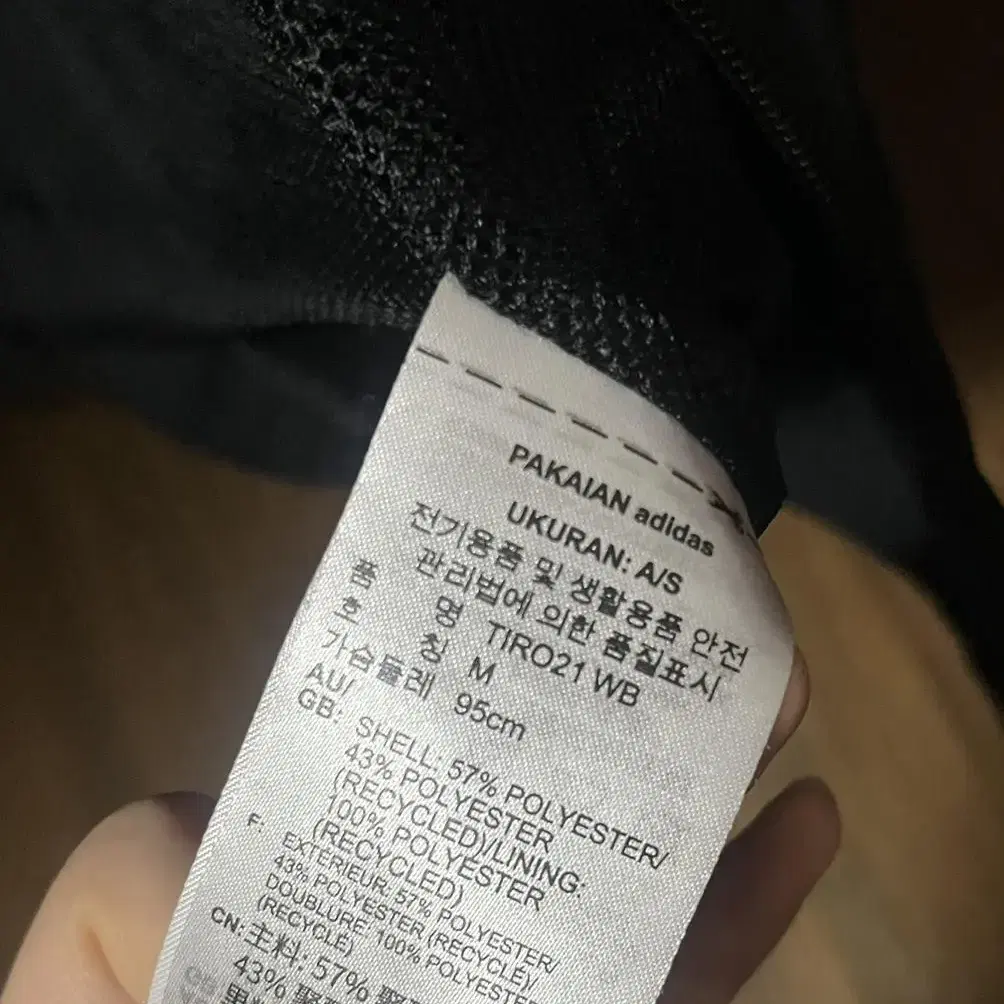 PAKAIAN adidas
UKURAN: A/S
전기용품 및 생활용품 안전
관리법에 의한 품질표시
품 명 TIRO21 WB
호 칭 M
가슴둘레 95cm
AU/
GB: SHELL: 57% POLYESTER/
43% POLYESTER
(RECYCLED)/LINING:
100% POLYESTER
(RECYCLED)
F: EXTERIEUR: 57% POLYESTER/
43% POLYESTER (RECYCLÉ)/
DOUBLURE: 100% POLYESTER
(RECYCLÉ)
CN: 主料: 57%
43%